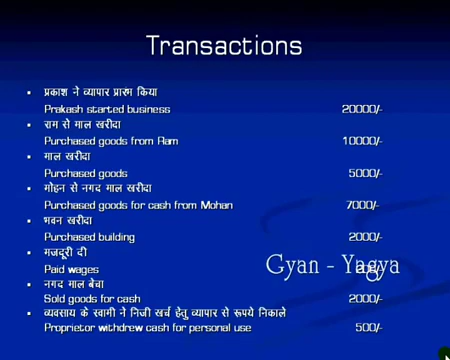 Transactions
प्रकाश ने व्यापार प्रारम्भ किया
Prakash started business 20000/-
राम से माल खरीदा
Purchased goods from Ram 10000/-
माल खरीदा
Purchased goods 5000/-
मोहन से नगद माल खरीदा
Purchased goods for cash from Mohan 7000/-
भवन खरीदा
Purchased building 2000/-
मजदूरी दी
Paid wages
Gyan - Yagya
नगद माल बेचा
Sold goods for cash 2000/-
व्यवसाय के स्वामी ने निजी खर्च हेतु व्यापार से रूपये निकाले
Proprietor withdrew cash for personal use 500/-